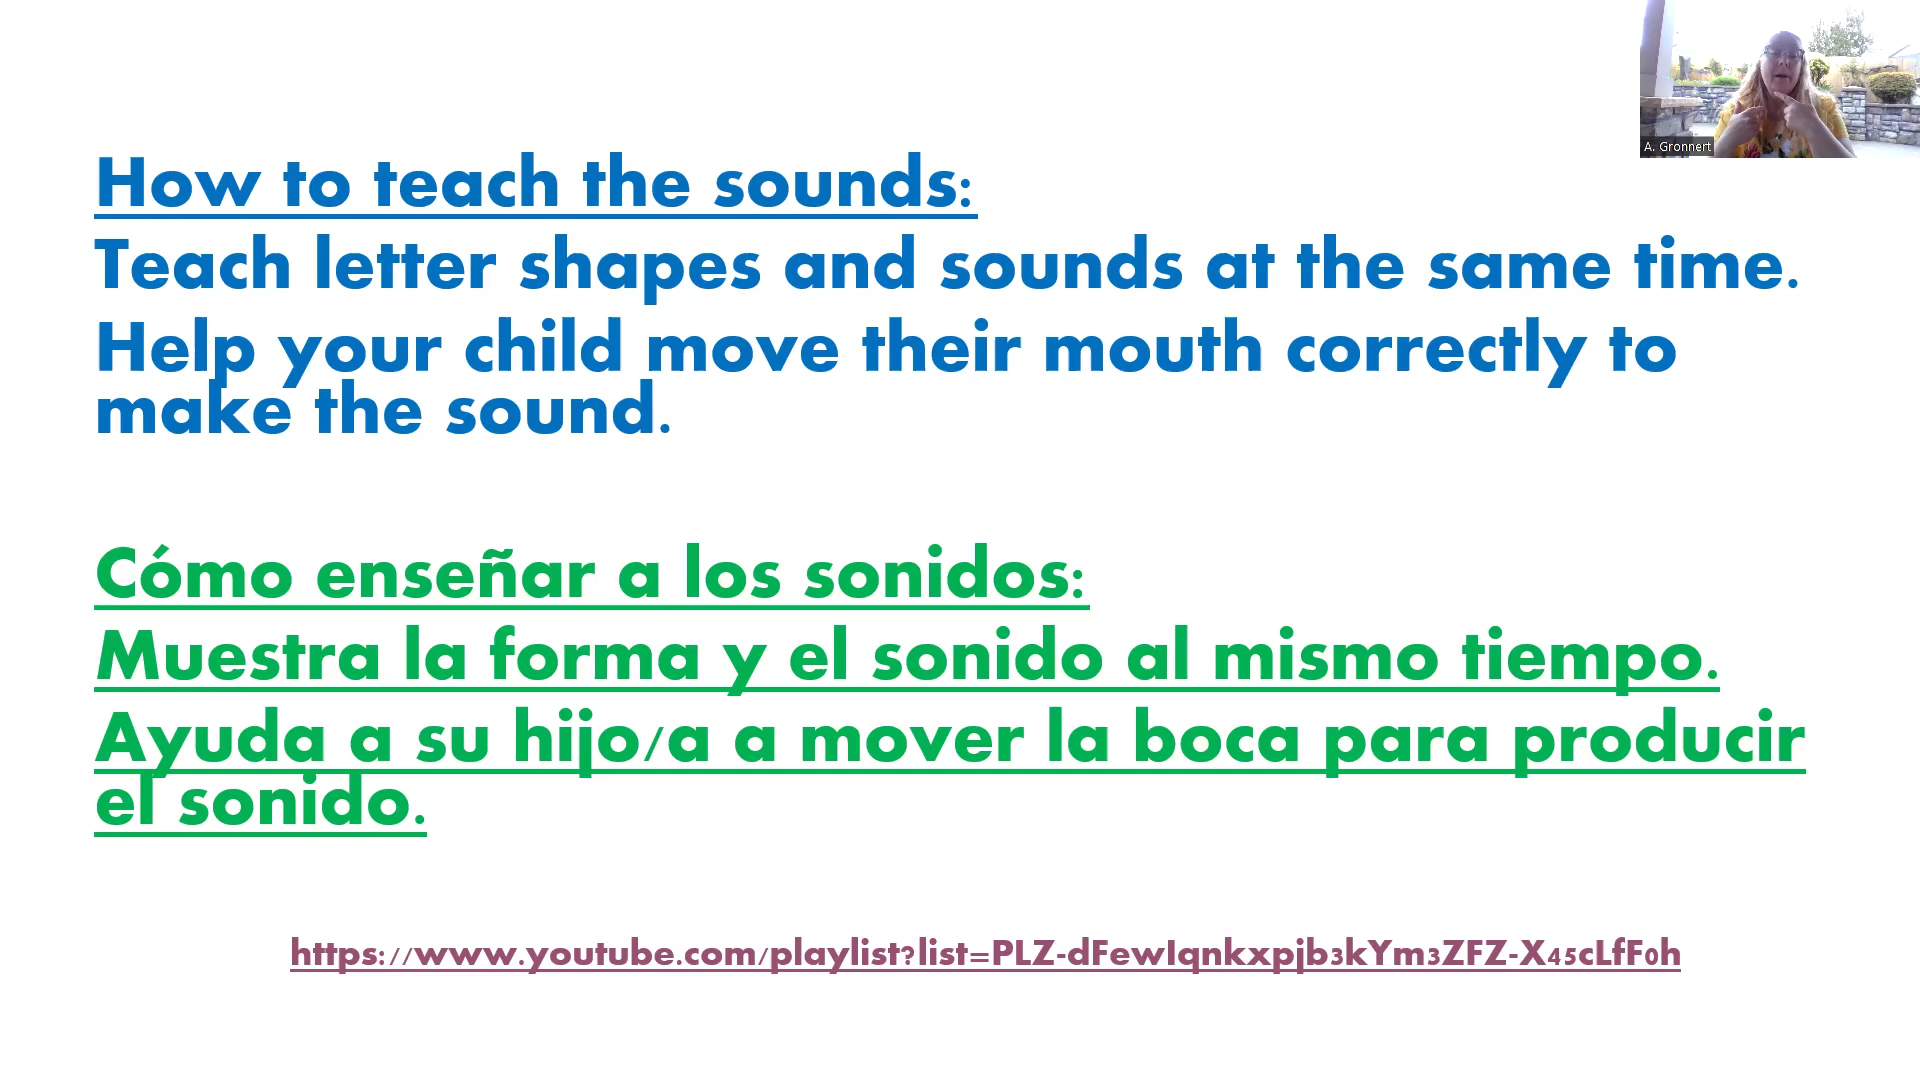 A. Gronnert
How to teach the sounds:
Teach letter shapes and sounds at the same time.
Help your child move their mouth correctly to
make the sound.
Cómo enseñar a los sonidos:
Muestra la forma y el sonido al mismo tiempo.
Ayuda a su hijo/a a mover la boca para producir
el sonido.
https://www.youtube.com/playlist?list=PLZ-dFewIqnkxpjb3kYm3ZFZ-X45cLfF0h